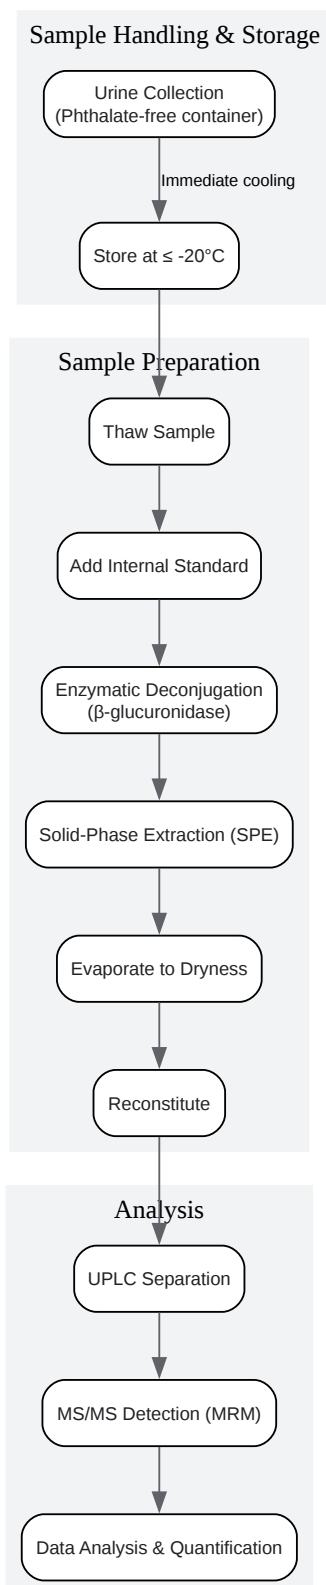 Sample Handling & Storage
Urine Collection
(Phthalate-free container)
Immediate cooling
Store at ≤ -20°C
Sample Preparation
Thaw Sample
Add Internal Standard
Enzymatic Deconjugation
(β-glucuronidase)
Solid-Phase Extraction (SPE)
Evaporate to Dryness
Reconstitute
Analysis
UPLC Separation
MS/MS Detection (MRM)
Data Analysis & Quantification